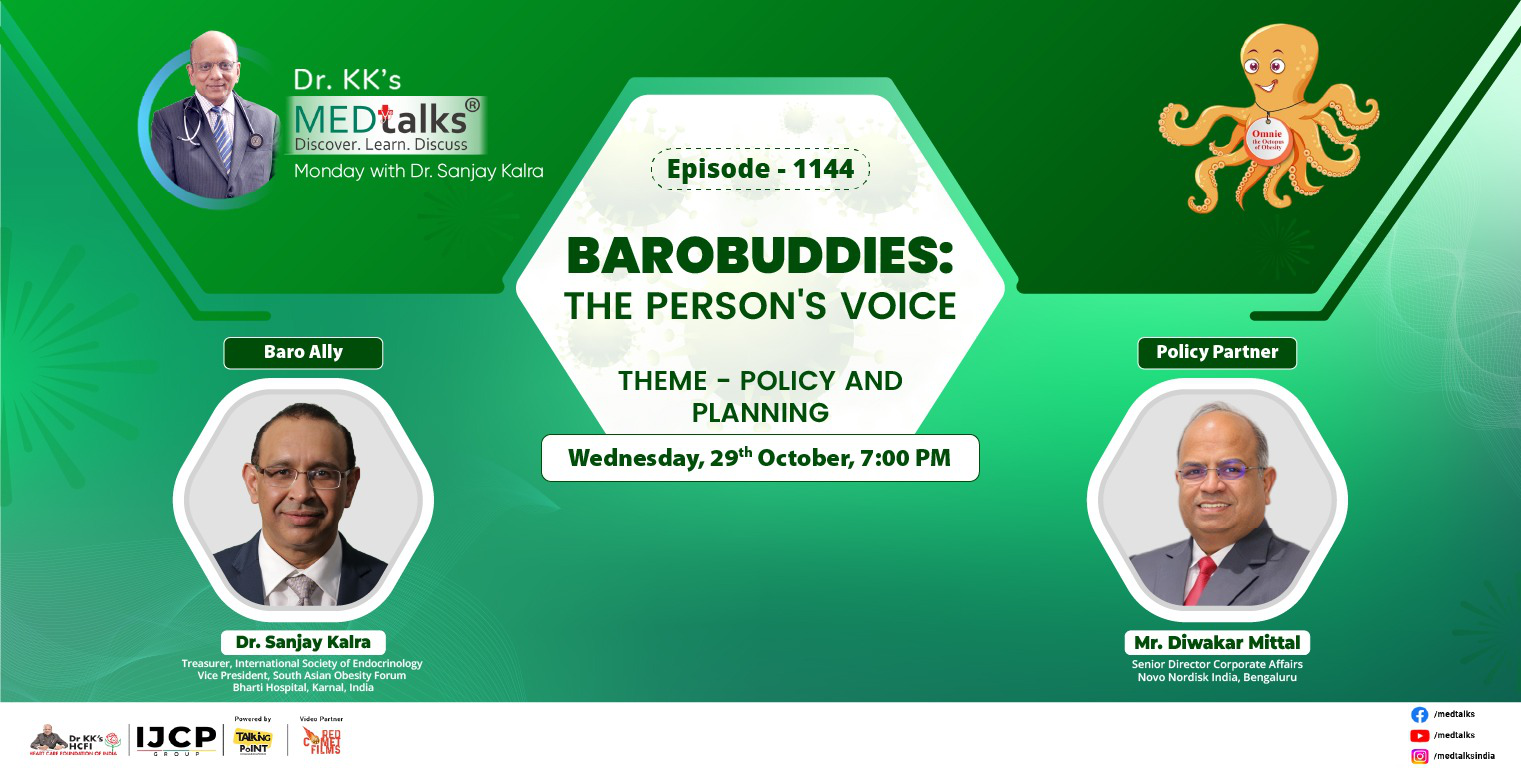 Dr. KK's
MEDtalks®
Discover. Learn. Discuss
Monday with Dr. Sanjay Kalra
Episode - 1144
BAROBUDDIES:
THE PERSON'S VOICE
THEME - POLICY AND
PLANNING
Wednesday, 29th October, 7:00 PM
Omnie
the Octopus
of Obesity
Baro Ally
Dr. Sanjay Kalra
Treasurer, International Society of Endocrinology
Vice President, South Asian Obesity Forum
Bharti Hospital, Karnal, India
Policy Partner
Mr. Diwakar Mittal
Senior Director Corporate Affairs
Novo Nordisk India, Bengaluru
Dr KK's
HCFI
HEART CARE FOUNDATION OF INDIA
IJCP
GROUP
Powered by
TALKING
PoINT
Video Partner
RED
COMET
FILMS
/medtalks
/medtalks
/medtalksindia